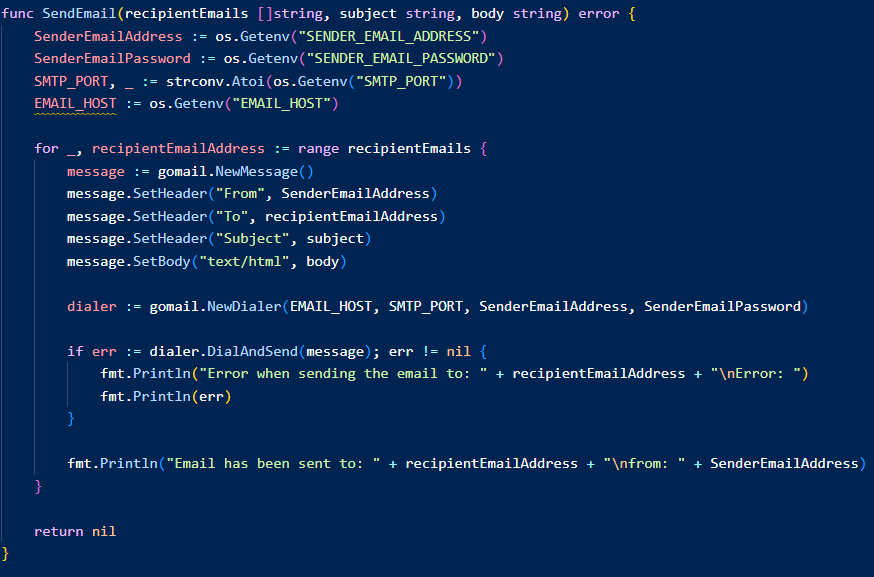 func SendEmail(recipientEmails []string, subject string, body string) error {
    SenderEmailAddress := os.Getenv("SENDER_EMAIL_ADDRESS")
    SenderEmailPassword := os.Getenv("SENDER_EMAIL_PASSWORD")
    SMTP_PORT, _ := strconv.Atoi(os.Getenv("SMTP_PORT"))
    EMAIL_HOST := os.Getenv("EMAIL_HOST")

    for _, recipientEmailAddress := range recipientEmails {
        message := gomail.NewMessage()
        message.SetHeader("From", SenderEmailAddress)
        message.SetHeader("To", recipientEmailAddress)
        message.SetHeader("Subject", subject)
        message.SetBody("text/html", body)

        dialer := gomail.NewDialer(EMAIL_HOST, SMTP_PORT, SenderEmailAddress, SenderEmailPassword)

        if err := dialer.DialAndSend(message); err != nil {
            fmt.Println("Error when sending the email to: " + recipientEmailAddress + "\nError: ")
            fmt.Println(err)
        }

        fmt.Println("Email has been sent to: " + recipientEmailAddress + "\nfrom: " + SenderEmailAddress)
    }

    return nil
}